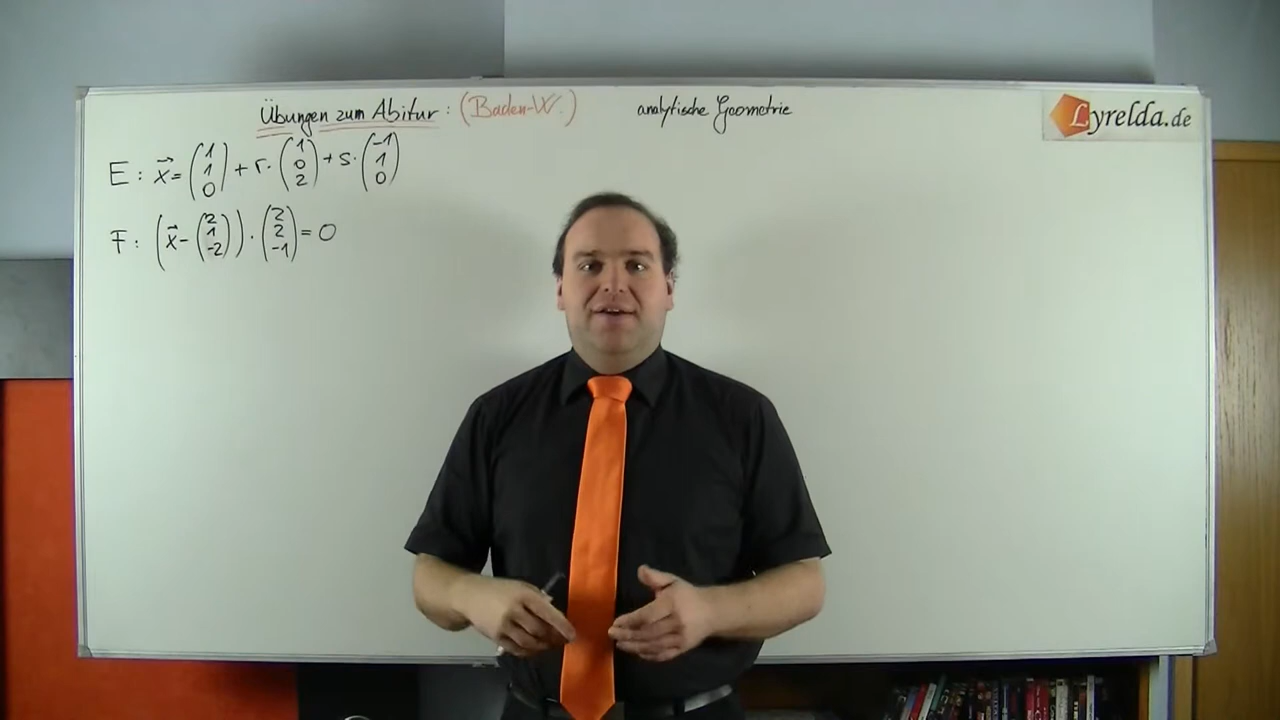 Übungen zum Abitur: (Baden-W.) analytische Geometrie
Lyrelda.de
E: x⃗ = (1 1 0) + r · (1 0 2) + s · (-1 1 0)
F: (x⃗ - (2 1 -2)) · (2 2 -1) = 0